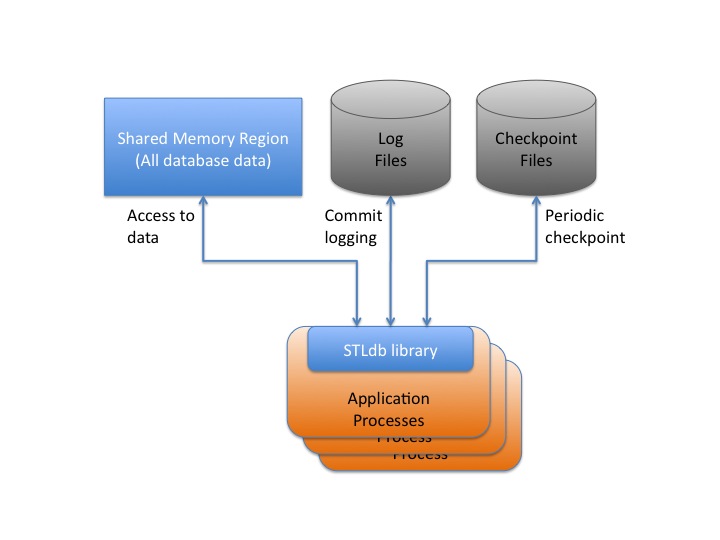 Shared Memory Region
(All database data)
Log
Files
Checkpoint
Files
Access to
data
Commit
logging
Periodic
checkpoint
STLdb library
Application
Processes
Process
Process